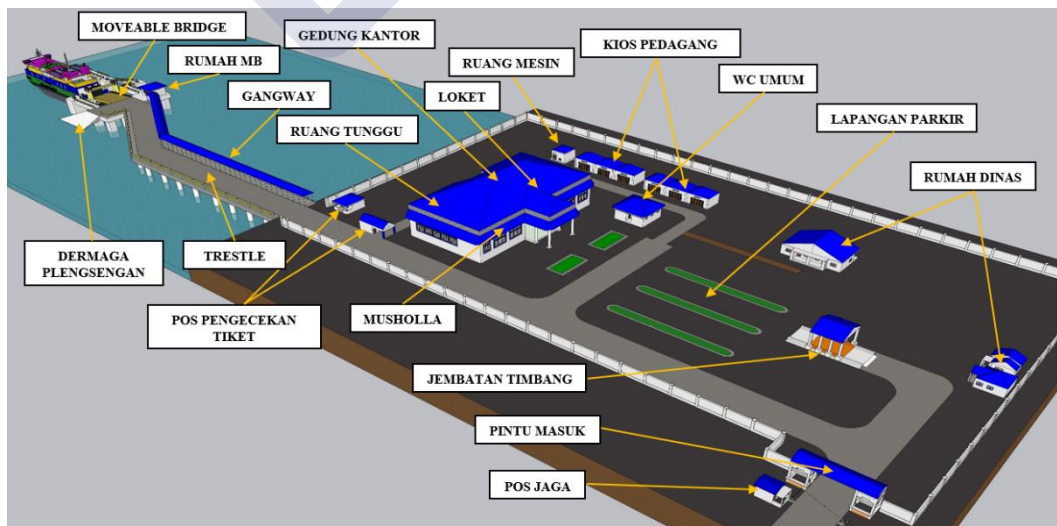 MOVEABLE BRIDGE
GEDUNG KANTOR
KIOS PEDAGANG
RUMAH MB
RUANG MESIN
WC UMUM
GANGWAY
LOKET
LAPANGAN PARKIR
RUANG TUNGGU
RUMAH DINAS
DERMAGA
PLENGSENGAN
TRESTLE
POS PENGECEKAN
TIKET
MUSHOLLA
JEMBATAN TIMBANG
PINTU MASUK
POS JAGA